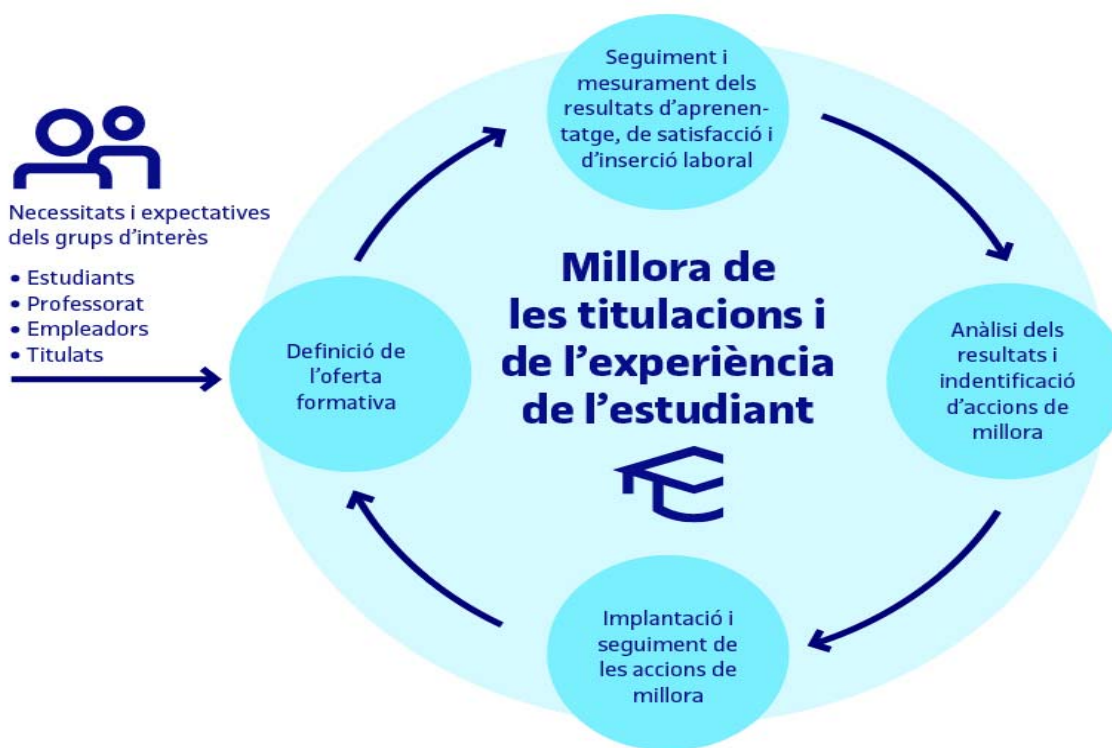 Necessitats i expectatives
dels grups d'interès
• Estudiants
• Professorat
• Empleadors
• Titulats
Definició de
l'oferta
formativa
Seguiment i
mesurament dels
resultats d'aprenen-
tatge, de satisfacció i
d'inserció laboral
Anàlisi dels
resultats i
indentificació
d'accions de
millora
Implantació i
seguiment de
les accions de
millora
Millora de
les titulacions i
de l'experiència
de l'estudiant